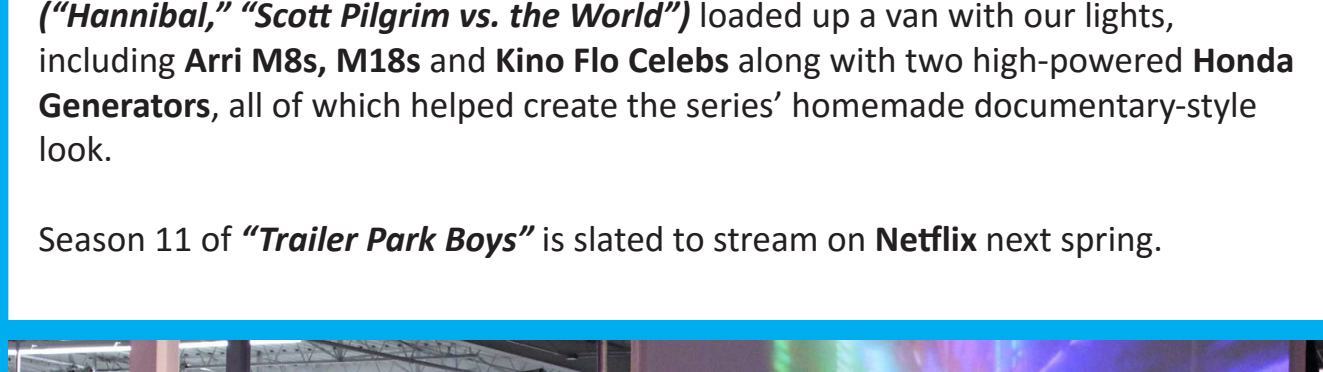 (“Hannibal,” “Scott Pilgrim vs. the World”) loaded up a van with our lights,
including Arri M8s, M18s and Kino Flo Celebs along with two high-powered Honda
Generators, all of which helped create the series’ homemade documentary-style
look.
Season 11 of “Trailer Park Boys” is slated to stream on Netflix next spring.